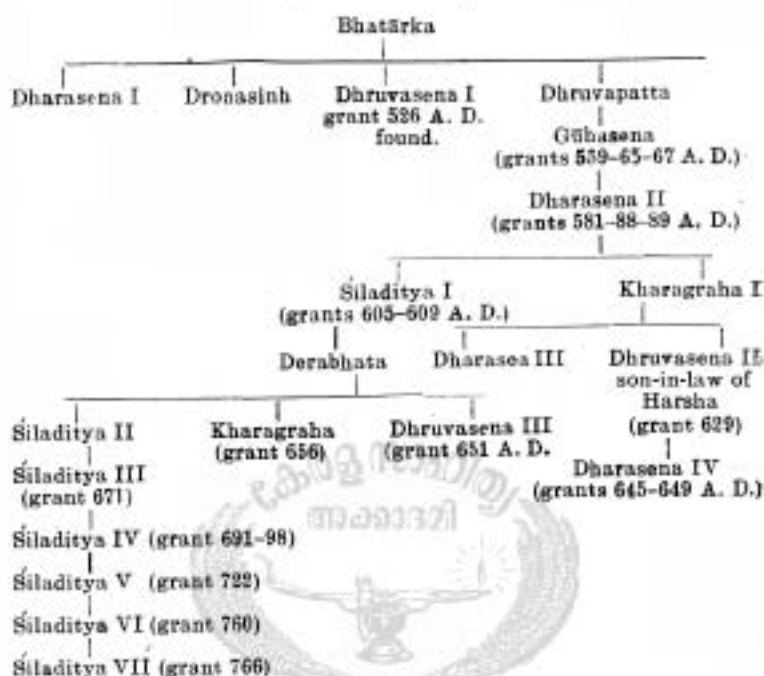 Bhatārka
Dharasena I Dronasinh Dhruvasena I Dhruvapatta
grant 526 A. D.
found.
Gūhasena
(grants 539-65-67 A. D.)
Dharasena II
(grants 581-88-89 A. D.)
Śiladitya I Kharagraha I
(grants 605-609 A. D.)
Derabhata Dharasea III Dhruvasena II
son-in-law of
Harsha
(grant 629)
Śiladitya II Kharagraha Dhruvasena III
(grant 656) (grant 651 A. D.
Śiladitya III
(grant 671)
Dharasena IV
(grants 645-649 A. D.)
Śiladitya IV (grant 691-98)
Śiladitya V (grant 722)
Śiladitya VI (grant 760)
Śiladitya VII (grant 766)
കേരള സാഹിത്യ
അക്കാദമി